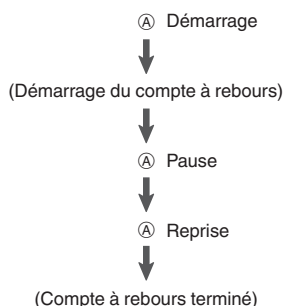 Ⓐ Démarrage
(Démarrage du compte à rebours)
Ⓐ Pause
Ⓐ Reprise
(Compte à rebours terminé)